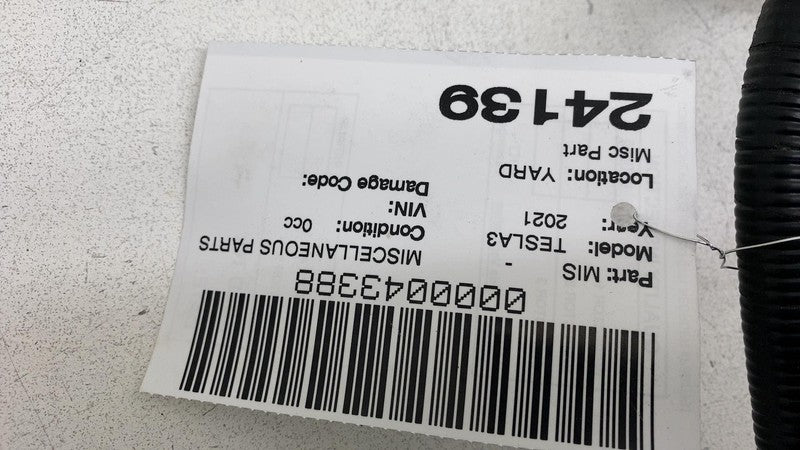 0000043388
Part: MIS - MISCELLANEOUS PARTS
Model: TESLA3 Condition: 0cc
Year: 2021 VIN:
Damage Code:
Location: YARD
Misc Part
24139